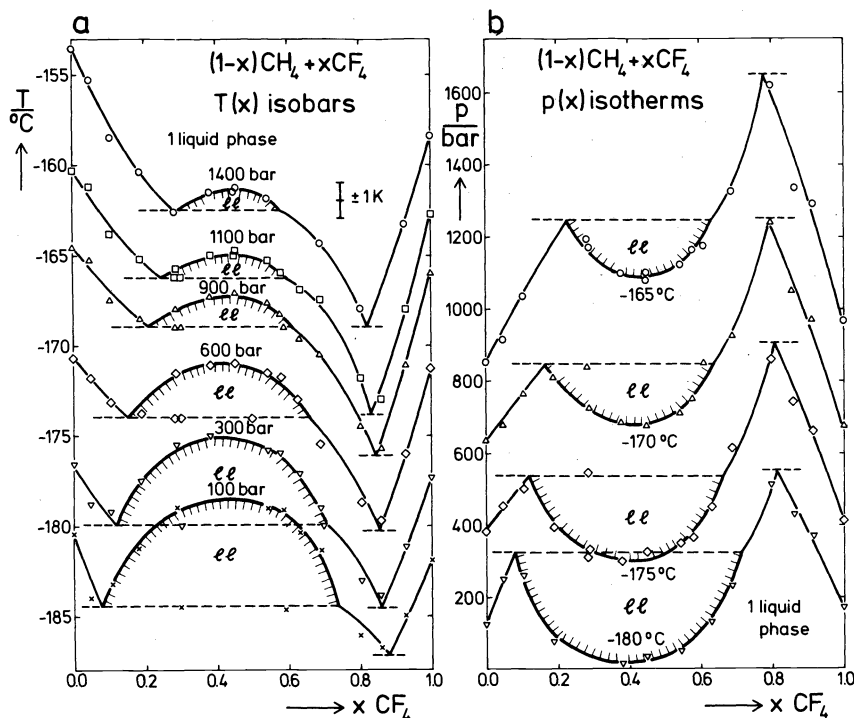 a
T/°C
(1-x)CH₄ + xCF₄
T(x) isobars
1 liquid phase
1400 bar
ℓℓ
± 1K
1100 bar
ℓℓ
900 bar
ℓℓ
600 bar
ℓℓ
300 bar
ℓℓ
100 bar
ℓℓ
-155
-160
-165
-170
-175
-180
-185
0.0 0.2 0.4 0.6 0.8 1.0
x CF₄
b
p/bar
(1-x)CH₄ + xCF₄
p(x) isotherms
1600
1400
1200
1000
800
600
400
200
ℓℓ
-165 °C
ℓℓ
-170 °C
ℓℓ
-175 °C
ℓℓ
-180 °C
1 liquid
phase
0.0 0.2 0.4 0.6 0.8 1.0
x CF₄